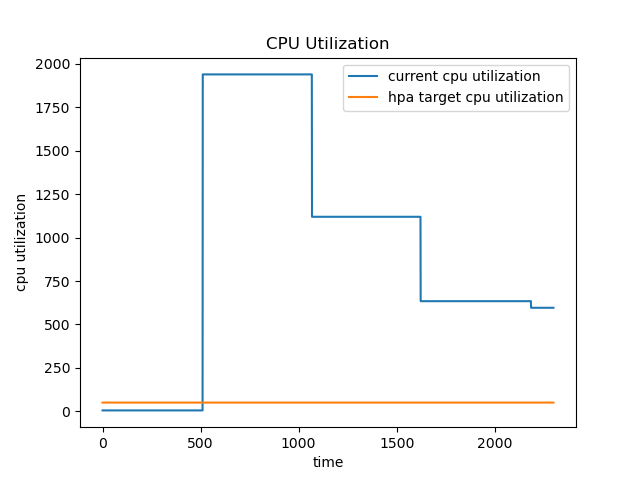 CPU Utilization
current cpu utilization
hpa target cpu utilization
cpu utilization
2000
1750
1500
1250
1000
750
500
250
0
0 500 1000 1500 2000
time